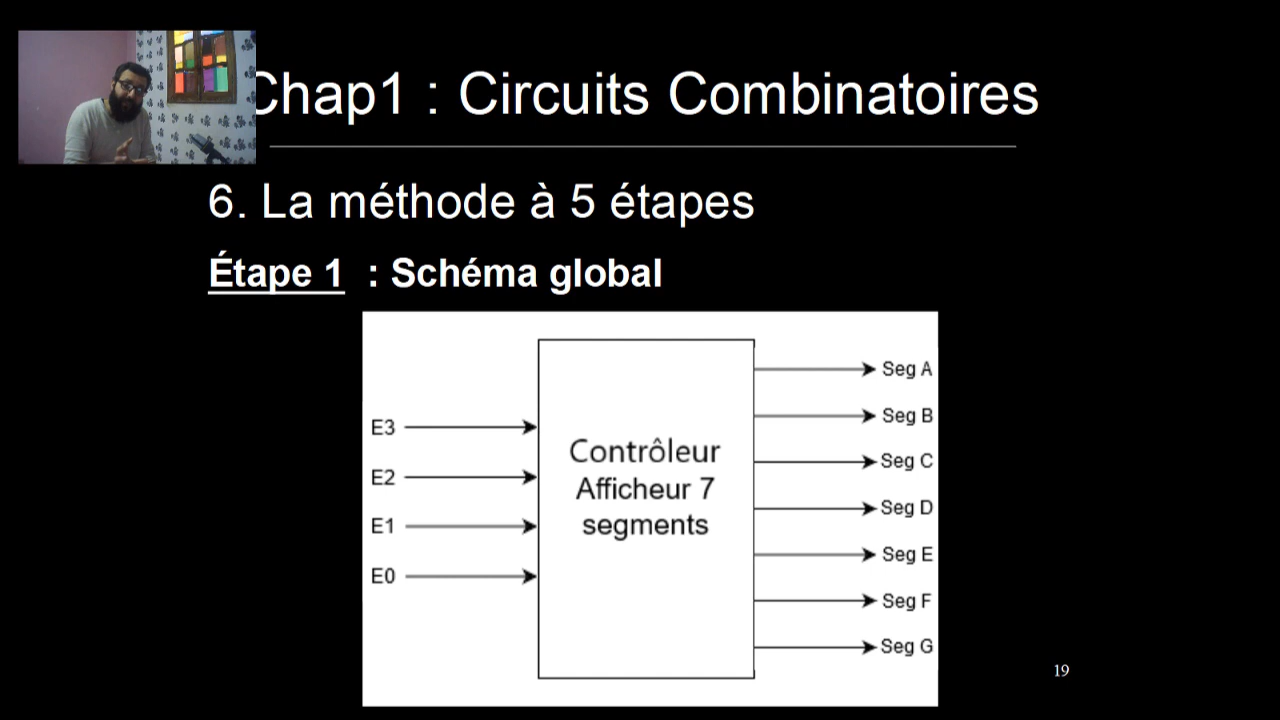 Chap1 : Circuits Combinatoires
6. La méthode à 5 étapes
Étape 1 : Schéma global
E3
E2
E1
E0
Contrôleur
Afficheur 7
segments
Seg A
Seg B
Seg C
Seg D
Seg E
Seg F
Seg G
19